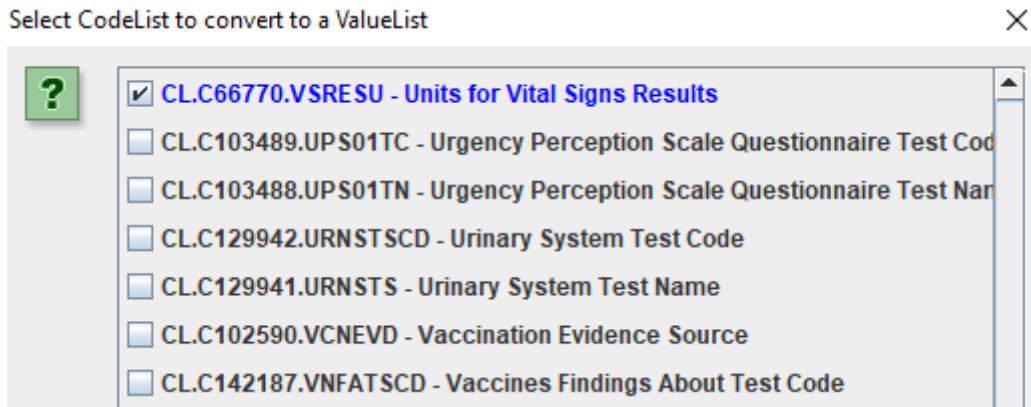 Select CodeList to convert to a ValueList
CL.C66770.VSRESU - Units for Vital Signs Results
CL.C103489.UPS01TC - Urgency Perception Scale Questionnaire Test Cod
CL.C103488.UPS01TN - Urgency Perception Scale Questionnaire Test Nan
CL.C129942.URNSTSCD - Urinary System Test Code
CL.C129941.URNSTS - Urinary System Test Name
CL.C102590.VCNEVD - Vaccination Evidence Source
CL.C142187.VNFATSCD - Vaccines Findings About Test Code